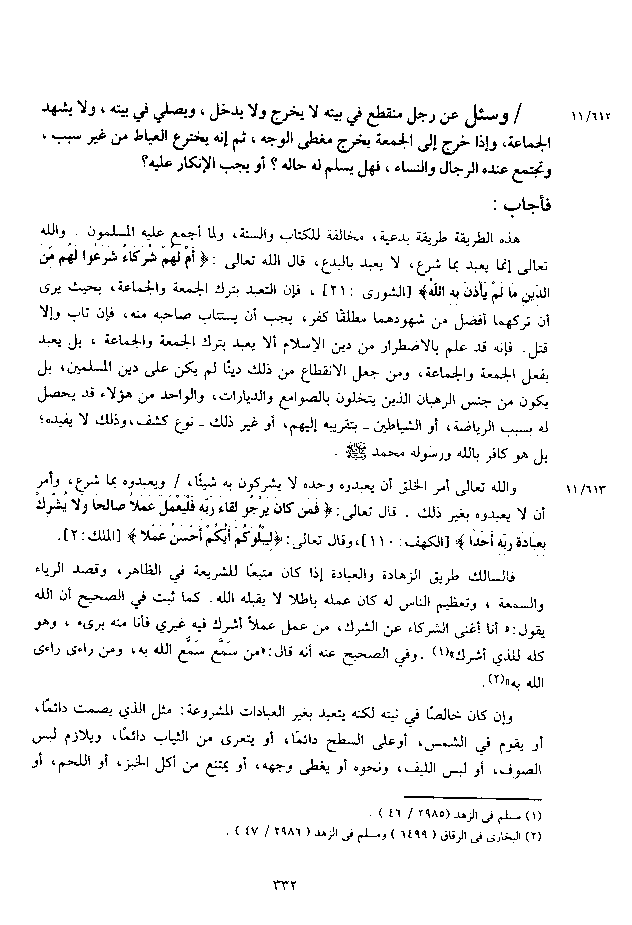 ١١/٦١٢ / وسئل عن رجل منقطع في بيته لا يخرج ولا يدخل ، ويصلي في بيته ، ولا يشهد
الجماعة، وإذا خرج إلى الجمعة يخرج مغطى الوجه ، ثم إنه يخترع العياط من غير سبب ،
وتجتمع عنده الرجال والنساء ، فهل يسلم له حاله ؟ أو يجب الإنكار عليه؟
فأجاب :
هذه الطريقة طريقة بدعية، مخالفة للكتاب والسنة، ولما أجمع عليه المسلمون . والله
تعالى إنما يعبد بما شرع، لا يعبد بالبدع، قال الله تعالى : ﴿ أَمْ لَهُمْ شُرَكَاءُ شَرَعُوا لَهُم مِّنَ
الدِّينِ مَا لَمْ يَأْذَن بِهِ اللَّهُ﴾ [الشورى : ٢١] ، فإن التعبد بترك الجمعة والجماعة، بحيث يرى
أن تركهما أفضل من شهودهما مطلقًا كفر، يجب أن يستتاب صاحبه منه، فإن تاب وإلا
قتل. فإنه قد علم بالاضطرار من دين الإسلام ألا يعبد بترك الجمعة والجماعة ، بل يعبد
بفعل الجمعة والجماعة، ومن جعل الانقطاع من ذلك دينًا لم يكن على دين المسلمين، بل
يكون من جنس الرهبان الذين يتخلون بالصوامع والديارات، والواحد من هؤلاء قد يحصل
له بسبب الرياضة، أو الشياطين ـ بتقريبه إليهم، أو غير ذلك ـ نوع كشف، وذلك لا يفيده؛
بل هو كافر بالله ورسوله محمد ﷺ .
١١/٦١٣ والله تعالى أمر الخلق أن يعبدوه وحده لا يشركون به شيئًا، / ويعبدوه بما شرع، وأمر
أن لا يعبدوه بغير ذلك . قال تعالى: ﴿ فَمَن كَانَ يَرْجُو لِقَاءَ رَبِّهِ فَلْيَعْمَلْ عَمَلاً صَالِحًا وَلا يُشْرِكْ
بِعِبَادَةِ رَبِّهِ أَحَدًا ﴾ [الكهف: ١١٠]، وقال تعالى: ﴿لِيَبْلُوَكُمْ أَيُّكُمْ أَحْسَنُ عَمَلاً ﴾ [الملك: ٢].
فالسالك طريق الزهادة والعبادة إذا كان متبعًا للشريعة في الظاهر، وقصد الرياء
والسمعة ، وتعظيم الناس له كان عمله باطلا لا يقبله الله. كما ثبت في الصحيح أن الله
يقول: «أنا أغنى الشركاء عن الشرك، من عمل عملاً أشرك فيه غيري فأنا منه برىء ، وهو
كله للذي أشرك»(١) .وفي الصحيح عنه أنه قال: «من سَمَّع سَمَّع الله به، ومن راءى راءى
الله به»(٢).
وإن كان خالصًا في نيته لكنه يتعبد بغير العبادات المشروعة: مثل الذي يصمت دائمًا،
أو يقوم في الشمس، أو على السطح دائمًا، أو يتعرى من الثياب دائمًا، ويلازم لبس
الصوف، أو لبس الليف، ونحوه أو يغطى وجهه، أو يمتنع من أكل الخبز، أو اللحم، أو
(١) مسلم فى الزهد (٢٩٨٥ / ٤٦ ) .
(٢) البخارى فى الرقاق ( ٦٤٩٩ ) ومسلم فى الزهد ( ٢٩٨٦ / ٤٧ ) .
٣٣٢